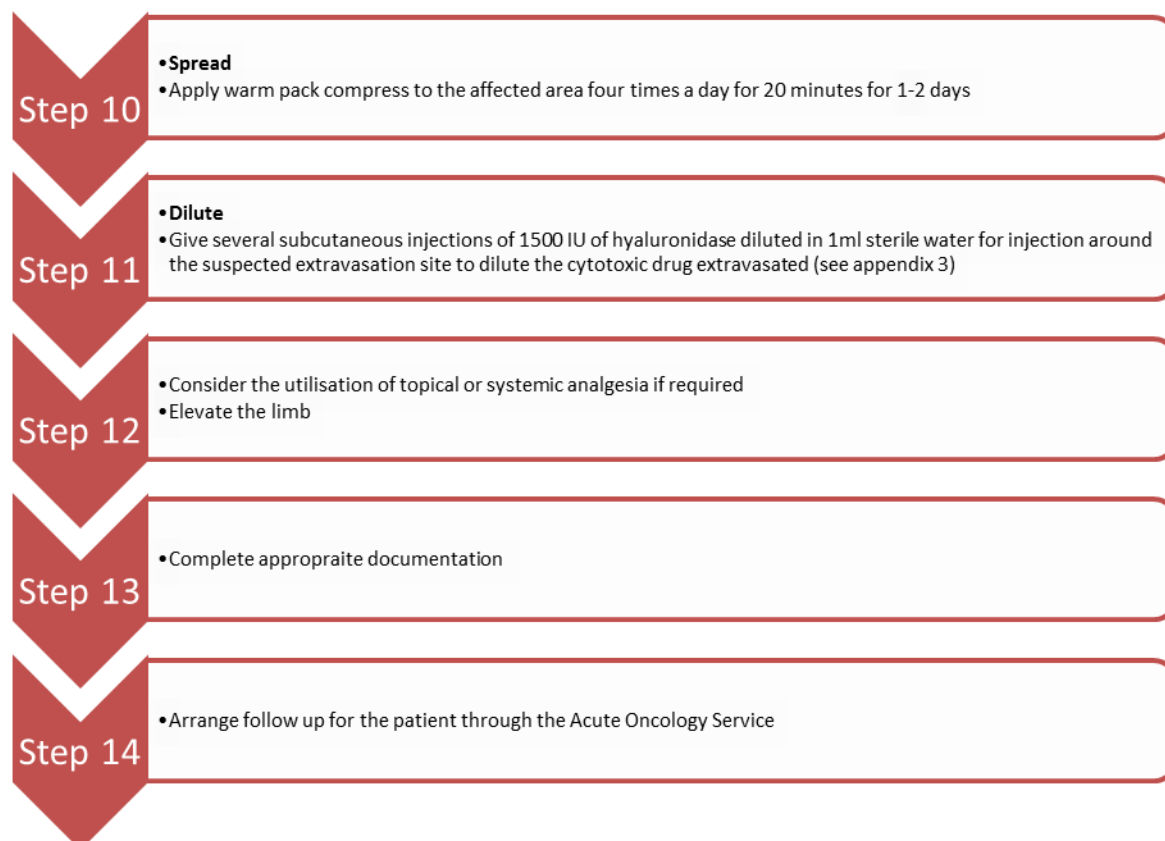 Step 10
•Spread
•Apply warm pack compress to the affected area four times a day for 20 minutes for 1-2 days
Step 11
•Dilute
•Give several subcutaneous injections of 1500 IU of hyaluronidase diluted in 1ml sterile water for injection around
the suspected extravasation site to dilute the cytotoxic drug extravasated (see appendix 3)
Step 12
•Consider the utilisation of topical or systemic analgesia if required
•Elevate the limb
Step 13
•Complete appropraite documentation
Step 14
•Arrange follow up for the patient through the Acute Oncology Service